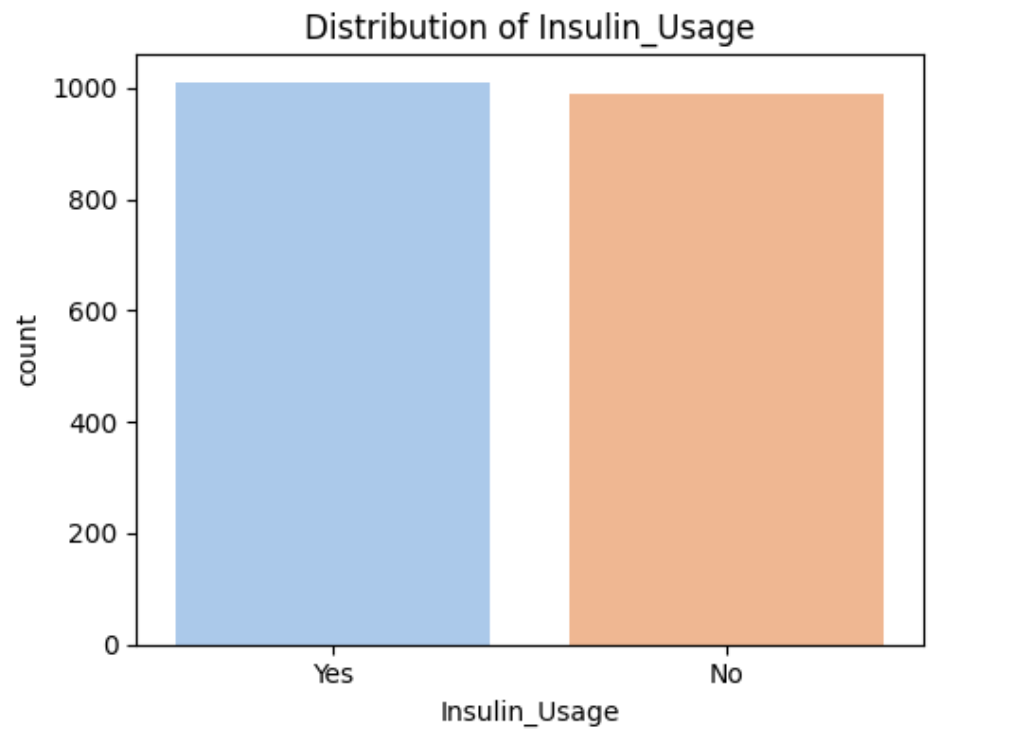 Distribution of Insulin_Usage
1000
800
600
400
200
0
count
Yes No
Insulin_Usage